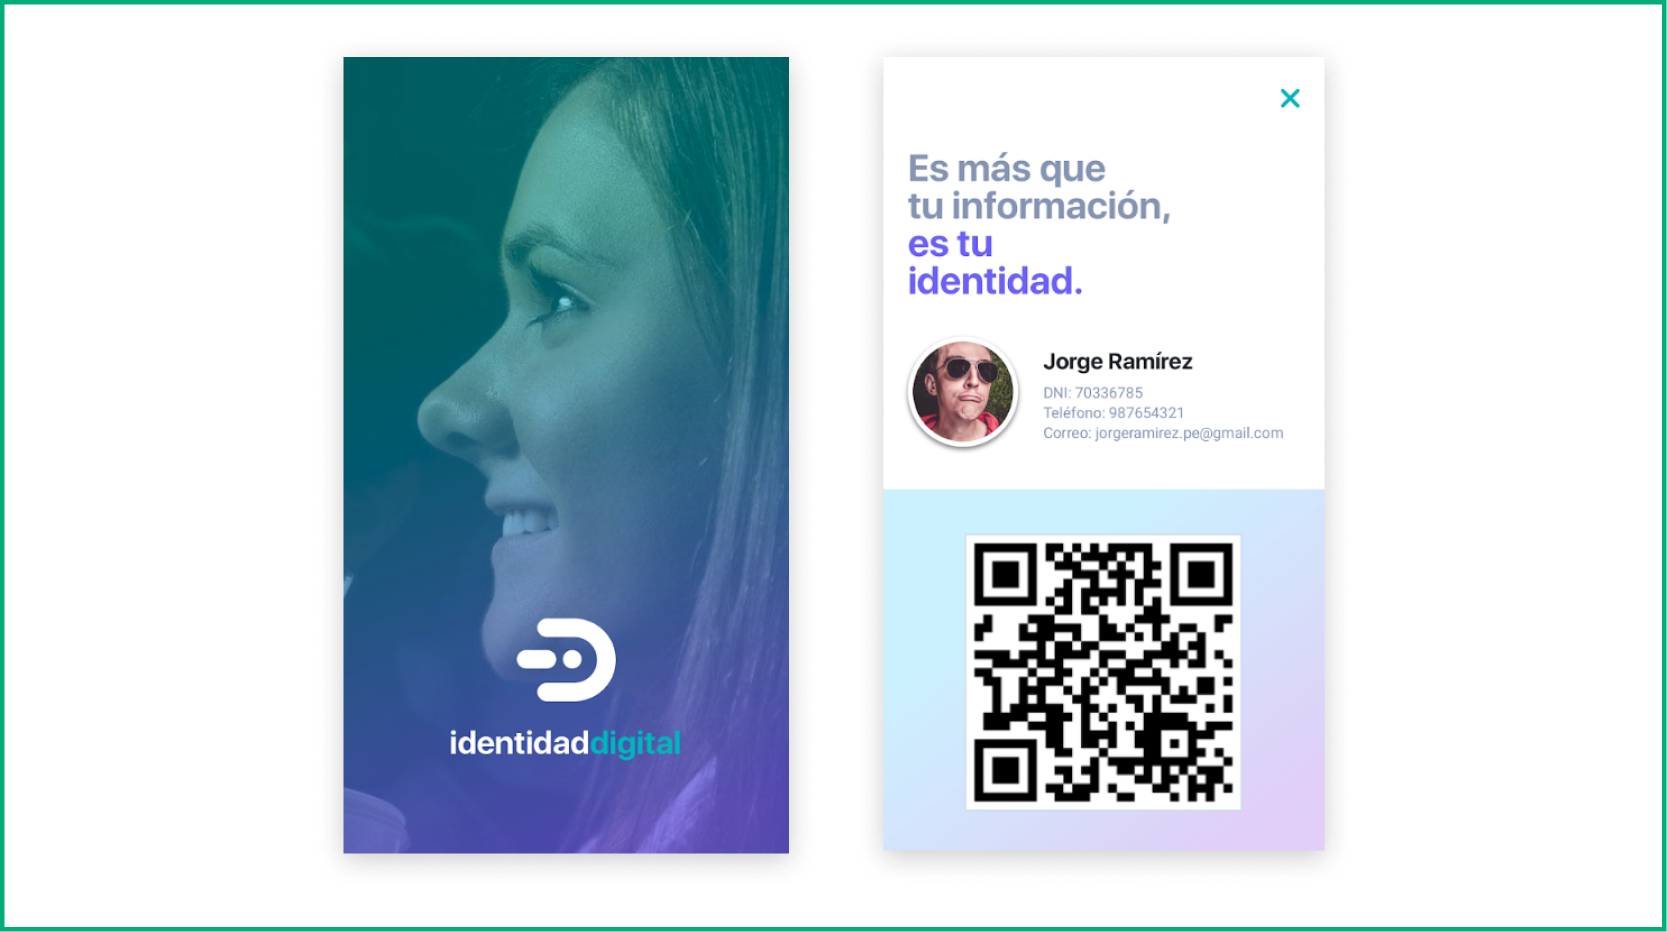 identidaddigital
Es más que
tu información,
es tu
identidad.
Jorge Ramírez
DNI: 70336785
Teléfono: 987654321
Correo: jorgeramirez.pe@gmail.com